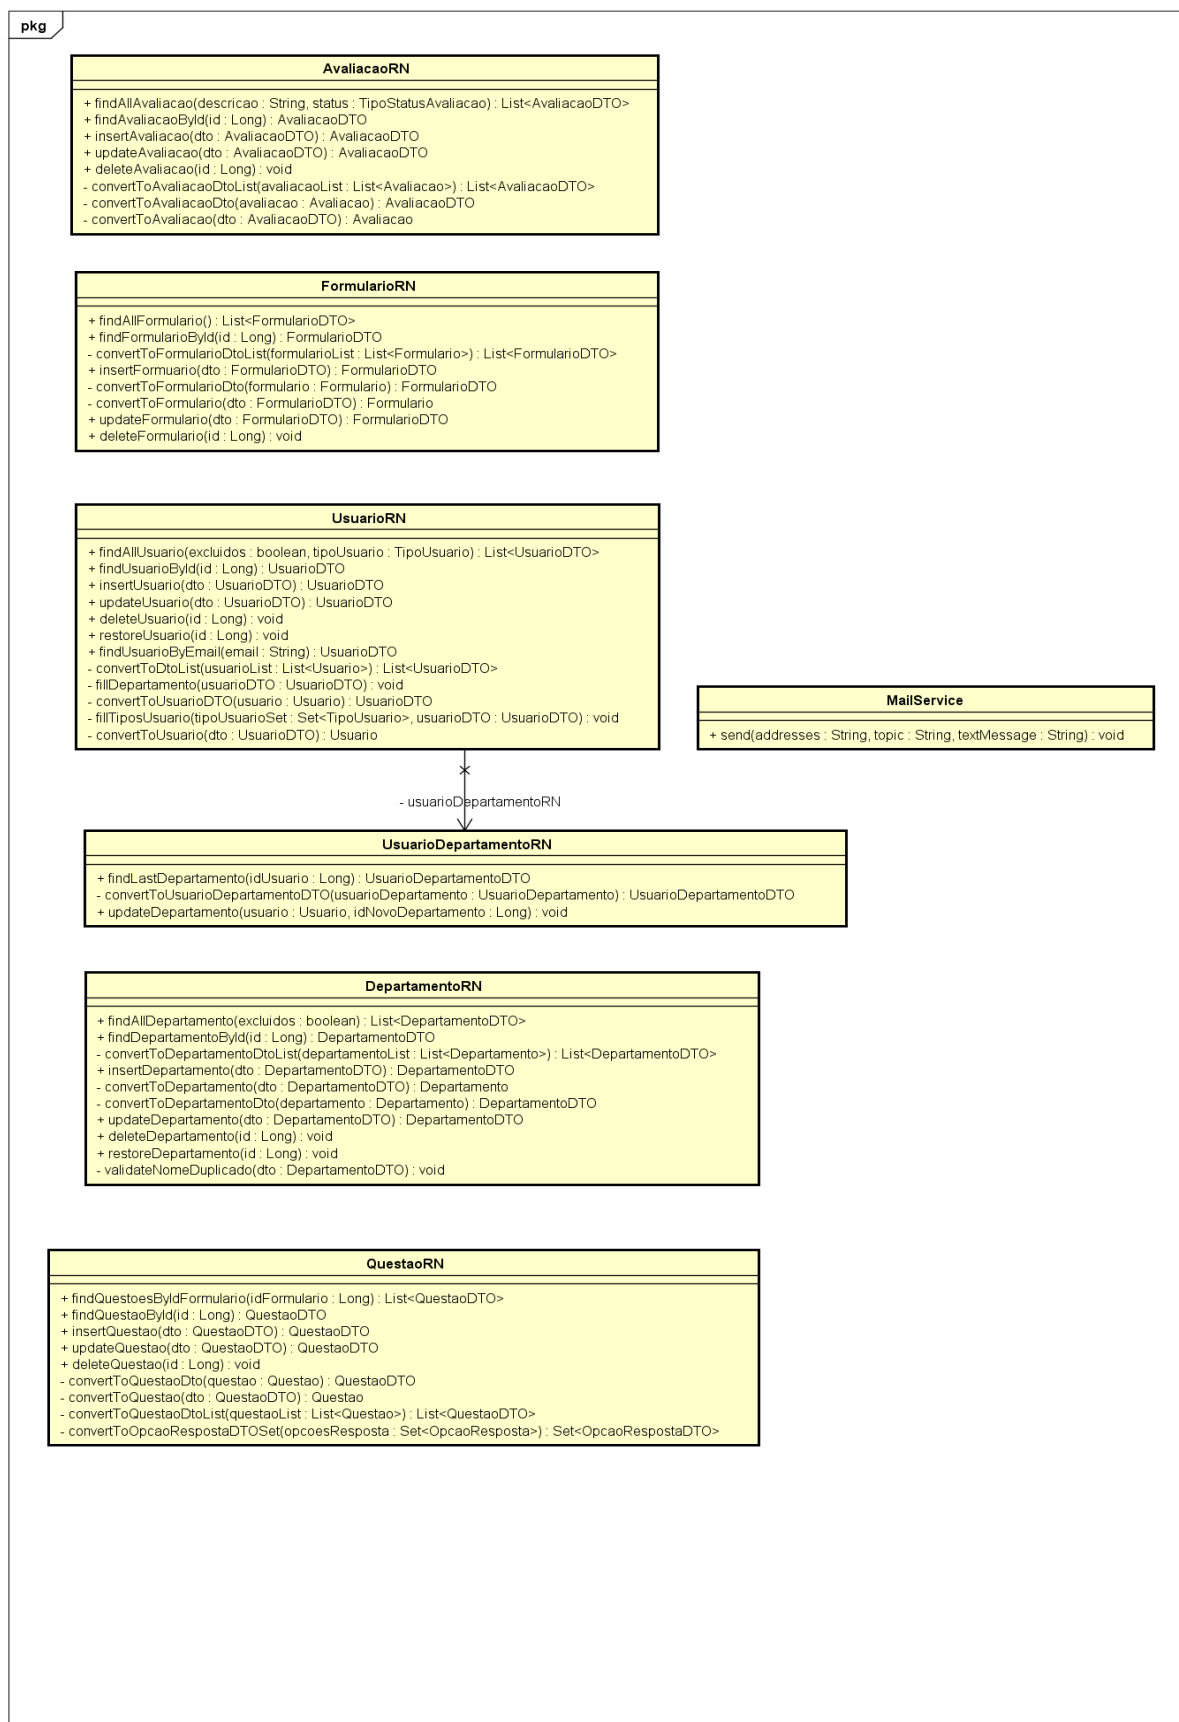 pkg
AvaliacaoRN
+ findAllAvaliacao(descricao : String, status : TipoStatusAvaliacao) : List<AvaliacaoDTO>
+ findAvaliacaoById(id : Long) : AvaliacaoDTO
+ insertAvaliacao(dto : AvaliacaoDTO) : AvaliacaoDTO
+ updateAvaliacao(dto : AvaliacaoDTO) : AvaliacaoDTO
+ deleteAvaliacao(id : Long) : void
- convertToAvaliacaoDtoList(avaliacaoList : List<Avaliacao>) : List<AvaliacaoDTO>
- convertToAvaliacaoDto(avaliacao : Avaliacao) : AvaliacaoDTO
- convertToAvaliacao(dto : AvaliacaoDTO) : Avaliacao
FormularioRN
+ findAllFormulario() : List<FormularioDTO>
+ findFormularioById(id : Long) : FormularioDTO
- convertToFormularioDtoList(formularioList : List<Formulario>) : List<FormularioDTO>
+ insertFormuario(dto : FormularioDTO) : FormularioDTO
- convertToFormularioDto(formulario : Formulario) : FormularioDTO
- convertToFormulario(dto : FormularioDTO) : Formulario
+ updateFormulario(dto : FormularioDTO) : FormularioDTO
+ deleteFormulario(id : Long) : void
UsuarioRN
+ findAllUsuario(excluidos : boolean, tipoUsuario : TipoUsuario) : List<UsuarioDTO>
+ findUsuarioById(id : Long) : UsuarioDTO
+ insertUsuario(dto : UsuarioDTO) : UsuarioDTO
+ updateUsuario(dto : UsuarioDTO) : UsuarioDTO
+ deleteUsuario(id : Long) : void
+ restoreUsuario(id : Long) : void
+ findUsuarioByEmail(email : String) : UsuarioDTO
- convertToDtoList(usuarioList : List<Usuario>) : List<UsuarioDTO>
- fillDepartamento(usuarioDTO : UsuarioDTO) : void
- convertToUsuarioDTO(usuario : Usuario) : UsuarioDTO
- fillTiposUsuario(tipoUsuarioSet : Set<TipoUsuario>, usuarioDTO : UsuarioDTO) : void
- convertToUsuario(dto : UsuarioDTO) : Usuario
MailService
+ send(addresses : String, topic : String, textMessage : String) : void
- usuarioDepartamentoRN
UsuarioDepartamentoRN
+ findLastDepartamento(idUsuario : Long) : UsuarioDepartamentoDTO
- convertToUsuarioDepartamentoDTO(usuarioDepartamento : UsuarioDepartamento) : UsuarioDepartamentoDTO
+ updateDepartamento(usuario : Usuario, idNovoDepartamento : Long) : void
DepartamentoRN
+ findAllDepartamento(excluidos : boolean) : List<DepartamentoDTO>
+ findDepartamentoById(id : Long) : DepartamentoDTO
- convertToDepartamentoDtoList(departamentoList : List<Departamento>) : List<DepartamentoDTO>
+ insertDepartamento(dto : DepartamentoDTO) : DepartamentoDTO
- convertToDepartamento(dto : DepartamentoDTO) : Departamento
- convertToDepartamentoDto(departamento : Departamento) : DepartamentoDTO
+ updateDepartamento(dto : DepartamentoDTO) : DepartamentoDTO
+ deleteDepartamento(id : Long) : void
+ restoreDepartamento(id : Long) : void
- validateNomeDuplicado(dto : DepartamentoDTO) : void
QuestaoRN
+ findQuestoesByIdFormulario(idFormulario : Long) : List<QuestaoDTO>
+ findQuestaoById(id : Long) : QuestaoDTO
+ insertQuestao(dto : QuestaoDTO) : QuestaoDTO
+ updateQuestao(dto : QuestaoDTO) : QuestaoDTO
+ deleteQuestao(id : Long) : void
- convertToQuestaoDto(questao : Questao) : QuestaoDTO
- convertToQuestao(dto : QuestaoDTO) : Questao
- convertToQuestaoDtoList(questaoList : List<Questao>) : List<QuestaoDTO>
- convertToOpcaoRespostaDTOSet(opcoesResposta : Set<OpcaoResposta>) : Set<OpcaoRespostaDTO>